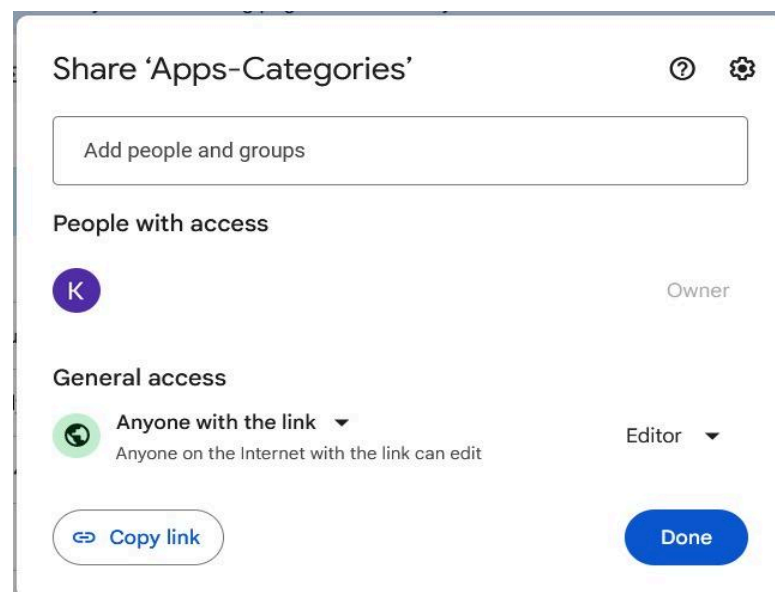 Share ‘Apps-Categories’
Add people and groups
People with access
K
Owner
General access
Anyone with the link
Anyone on the Internet with the link can edit
Editor
Copy link
Done